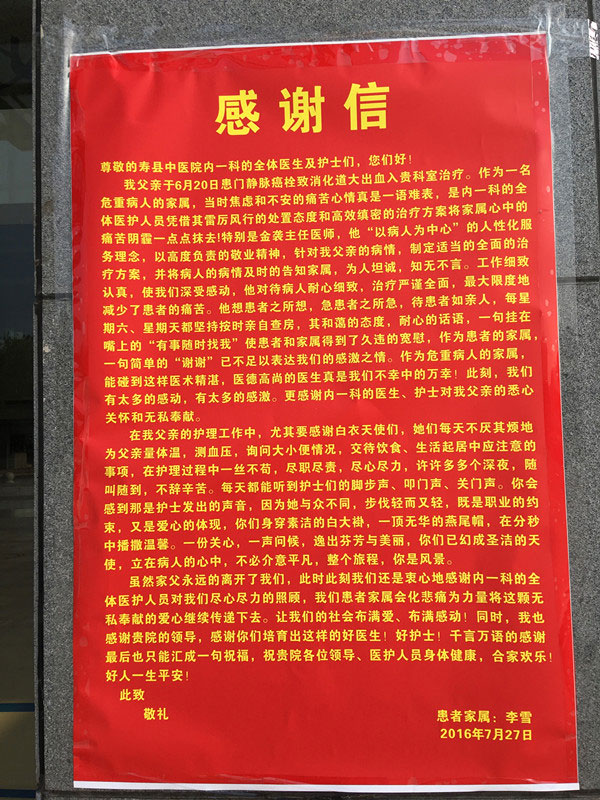 感谢信
尊敬的寿县中医院内一科的全体医生及护士们，您们好！
我父亲于6月20日患门静脉癌栓致消化道大出血入贵科室治疗。作为一名
危重病人的家属，当时焦虑和不安的痛苦心情真是一语难表，是内一科的全
体医护人员凭借其雷厉风行的处置态度和高效缜密的治疗方案将家属心中的
痛苦阴霾一点点抹去!特别是金袭主任医师，他“以病人为中心”的人性化服
务理念，以高度负责的敬业精神，针对我父亲的病情，制定适当的全面的治
疗方案，并将病人的病情及时的告知家属，为人坦诚，知无不言。工作细致
认真，使我们深受感动，他对待病人耐心细致，治疗严谨全面，最大限度地
减少了患者的痛苦。他想患者之所想，急患者之所急，待患者如亲人，每星
期六、星期天都坚持按时亲自查房，其和蔼的态度，耐心的话语，一句挂在
嘴上的“有事随时找我”使患者和家属得到了久违的宽慰，作为患者的家属，
一句简单的“谢谢”已不足以表达我们的感激之情。作为危重病人的家属，
能碰到这样医术精湛，医德高尚的医生真是我们不幸中的万幸！此刻，我们
有太多的感动，有太多的感激。更感谢内一科的医生、护士对我父亲的悉心
关怀和无私奉献。
在我父亲的护理工作中，尤其要感谢白衣天使们，她们每天不厌其烦地
为父亲量体温，测血压，询问大小便情况，交待饮食、生活起居中应注意的
事项，在护理过程中一丝不苟，尽职尽责，尽心尽力，许许多多个深夜，随
叫随到，不辞辛苦。每天都能听到护士们的脚步声、叩门声、关门声。你会
感到那是护士发出的声音，因为她与众不同，步伐轻而又轻，既是职业的约
束，又是爱心的体现，你们身穿素洁的白大褂，一顶无华的燕尾帽，在分秒
中播撒温馨。一份关心，一声问候，逸出芬芳与美丽，你们已幻成圣洁的天
使，立在病人的心中，不必介意平凡，整个旅程，你是风景。
虽然家父永远的离开了我们，此时此刻我们还是衷心地感谢内一科的全
体医护人员对我们尽心尽力的照顾，我们患者家属会化悲痛为力量将这颗无
私奉献的爱心继续传递下去。让我们的社会布满爱、布满感动！同时，我也
感谢贵院的领导，感谢你们培育出这样的好医生！好护士！千言万语的感谢
最后也只能汇成一句祝福，祝贵院各位领导、医护人员身体健康，合家欢乐！
好人一生平安！
此致
敬礼
患者家属：李雪
2016年7月27日